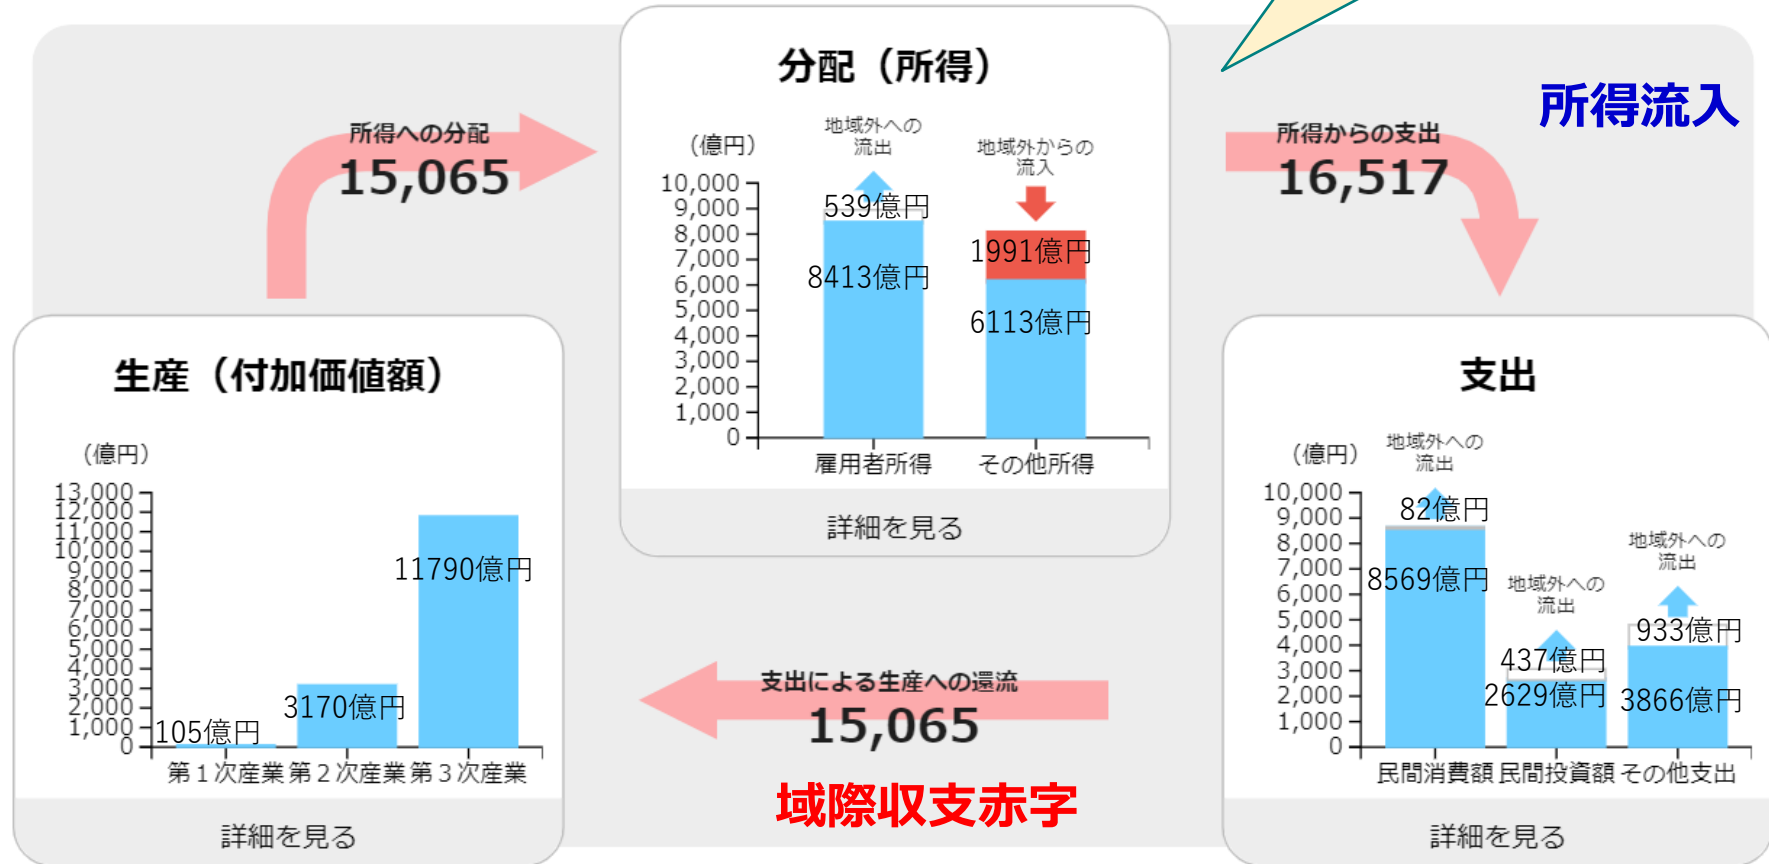 分配（所得）
所得流入
所得への分配
15,065
（億円）
地域外への
流出
地域外からの
流入
10,000
9,000
8,000
7,000
6,000
5,000
4,000
3,000
2,000
1,000
0
539億円
8413億円
1991億円
6113億円
雇用者所得
その他所得
詳細を見る
所得からの支出
16,517
生産（付加価値額）
（億円）
13,000
12,000
11,000
10,000
9,000
8,000
7,000
6,000
5,000
4,000
3,000
2,000
1,000
0
105億円
3170億円
11790億円
第１次産業
第２次産業
第３次産業
詳細を見る
支出による生産への還流
15,065
域際収支赤字
支出
（億円）
地域外への
流出
10,000
9,000
8,000
7,000
6,000
5,000
4,000
3,000
2,000
1,000
0
82億円
8569億円
地域外への
流出
437億円
2629億円
地域外への
流出
933億円
3866億円
民間消費額
民間投資額
その他支出
詳細を見る